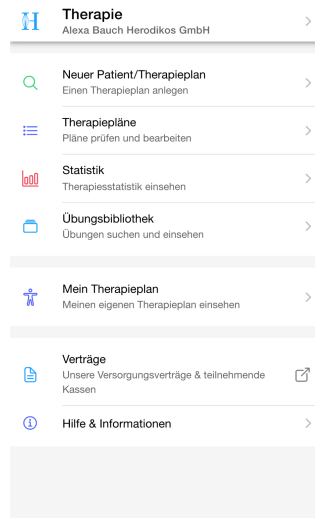 Therapie
Alexa Bauch Herodikos GmbH
Neuer Patient/Therapieplan
Einen Therapieplan anlegen
Therapiepläne
Pläne prüfen und bearbeiten
Statistik
Therapiesstatistik einsehen
Übungsbibliothek
Übungen suchen und einsehen
Mein Therapieplan
Meinen eigenen Therapieplan einsehen
Verträge
Unsere Versorgungsverträge & teilnehmende
Kassen
Hilfe & Informationen